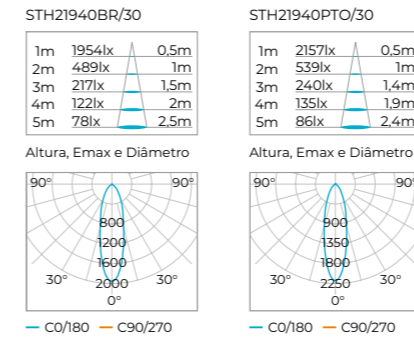 STH21940BR/30
1m 1954lx 0,5m
2m 489lx 1m
3m 217lx 1,5m
4m 122lx 2m
5m 78lx 2,5m
Altura, Emax e Diâmetro
90° 90°
800
1200
1600
30° 2000 30°
0°
C0/180 C90/270
STH21940PTO/30
1m 2157lx 0,5m
2m 539lx 1m
3m 240lx 1,4m
4m 135lx 1,9m
5m 86lx 2,4m
Altura, Emax e Diâmetro
90° 90°
900
1350
1800
30° 2250 30°
0°
C0/180 C90/270